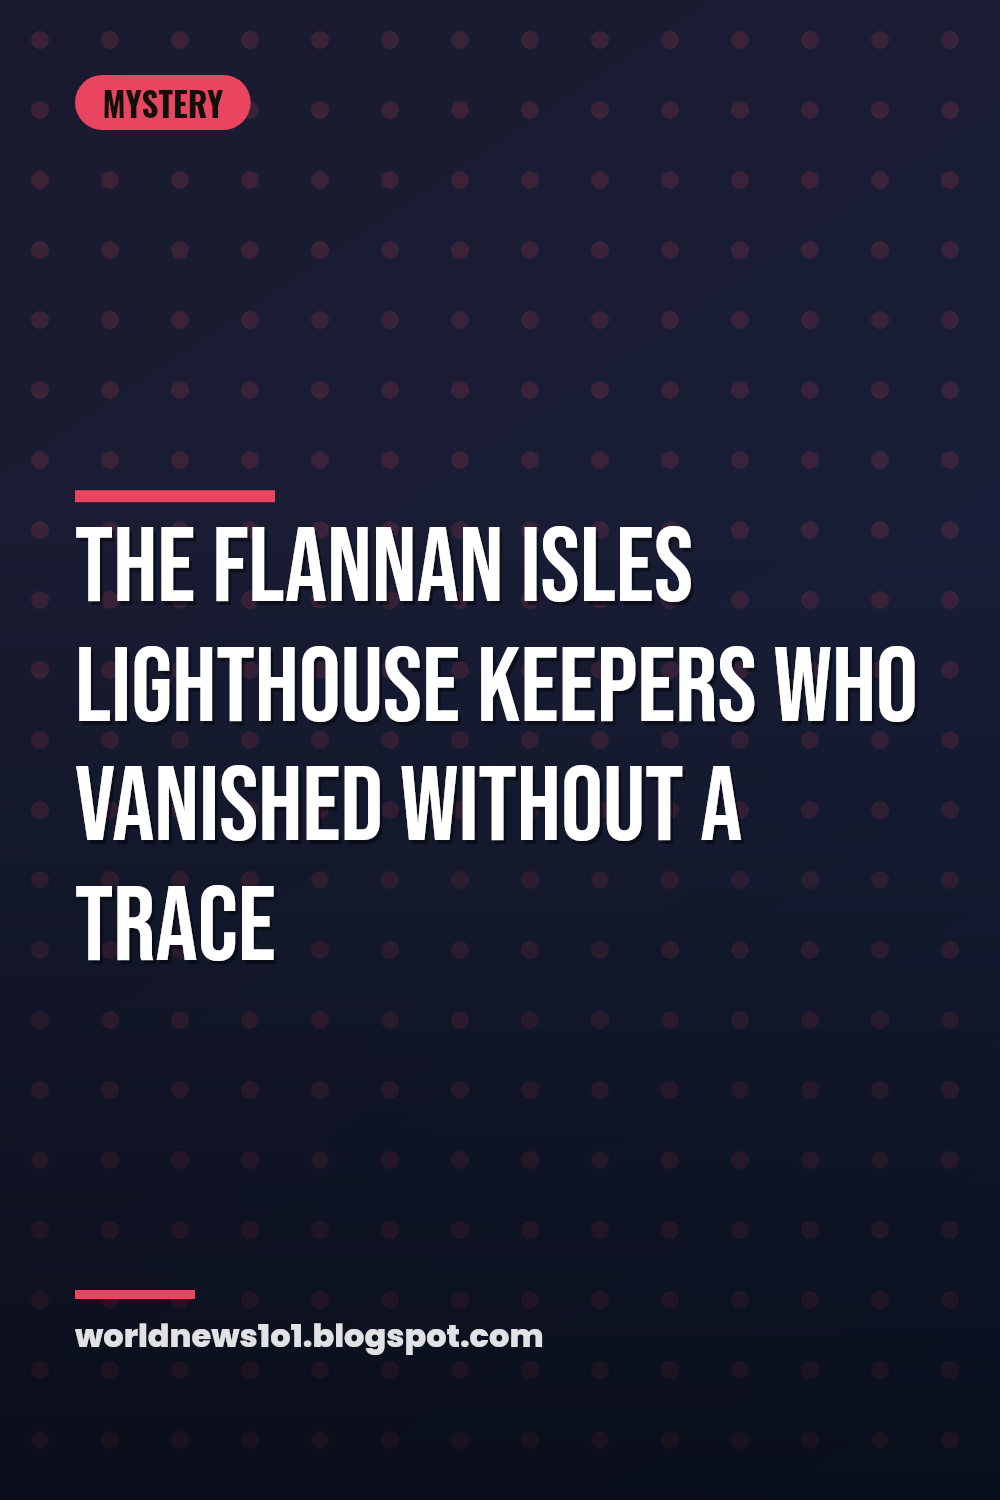 MYSTERY
THE FLANNAN ISLES
LIGHTHOUSE KEEPERS WHO
VANISHED WITHOUT A
TRACE
worldnews1o1.blogspot.com